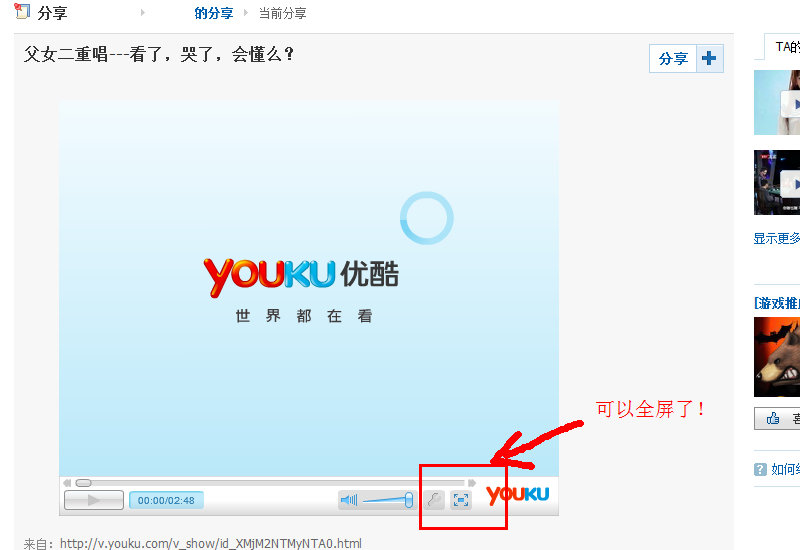 分享
的分享
当前分享
TA的
父女二重唱---看了，哭了，会懂么？
分享
YOUKU 优酷
世界都在看
显示更多
[游戏推广
可以全屏了！
喜
00:00/02:48
YOUKU
如何
来自：http://v.youku.com/v_show/id_XMjM2NTMyNTA0.html